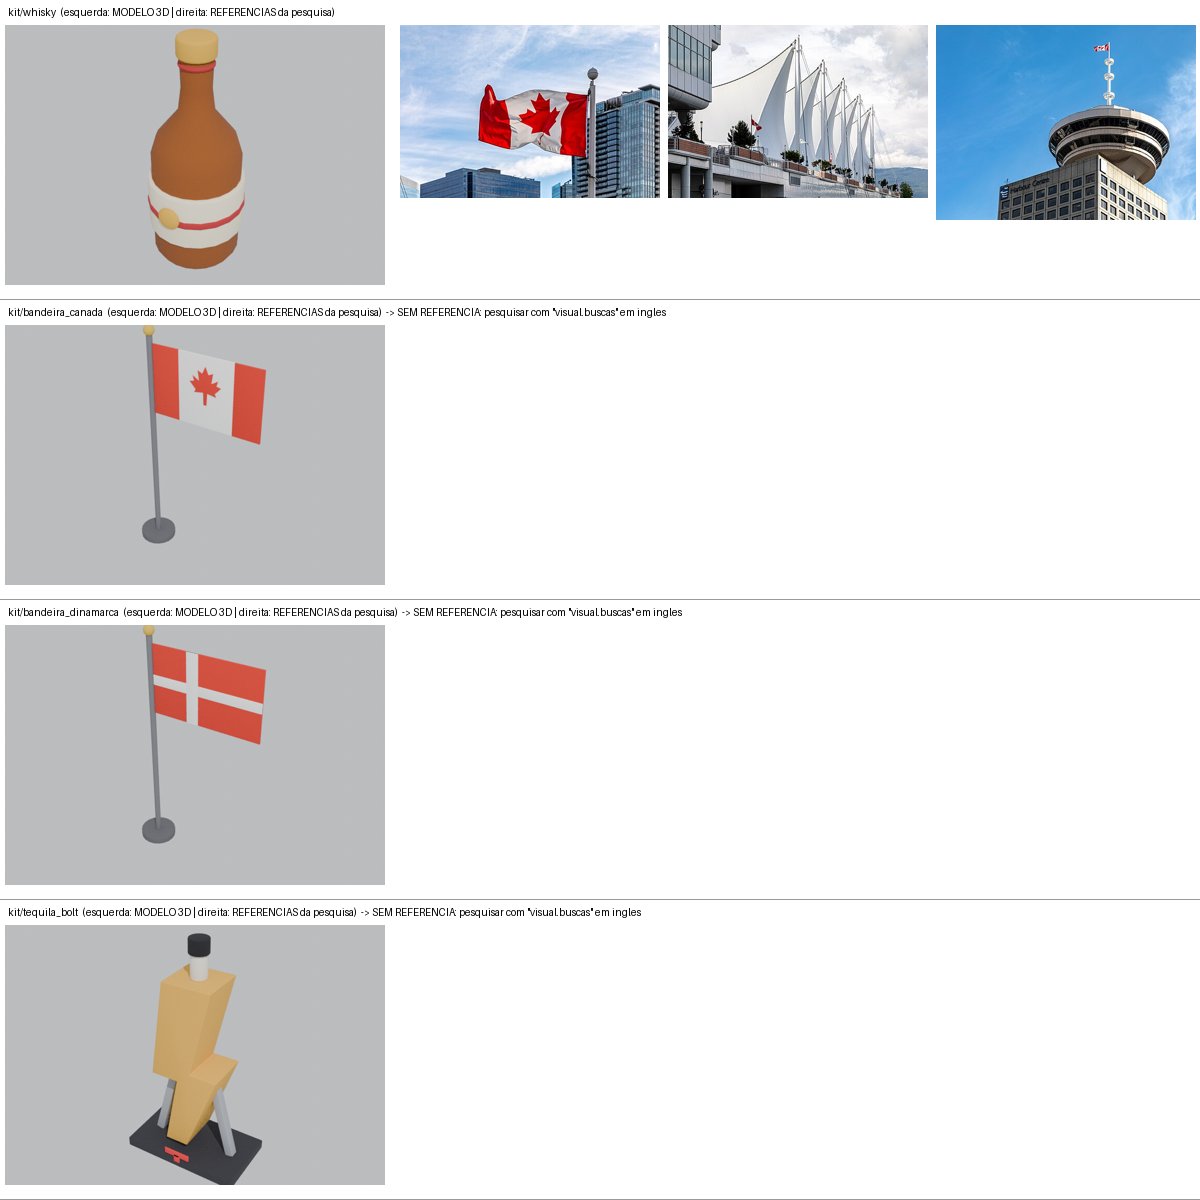 kit/whisky (esquerda: MODELO 3D | direita: REFERENCIAS da pesquisa)
Harbour Centre
kit/bandeira_canada (esquerda: MODELO 3D | direita: REFERENCIAS da pesquisa) -> SEM REFERENCIA: pesquisar com "visual.buscas" em ingles
kit/bandeira_dinamarca (esquerda: MODELO 3D | direita: REFERENCIAS da pesquisa) -> SEM REFERENCIA: pesquisar com "visual.buscas" em ingles
kit/tequila_bolt (esquerda: MODELO 3D | direita: REFERENCIAS da pesquisa) -> SEM REFERENCIA: pesquisar com "visual.buscas" em ingles